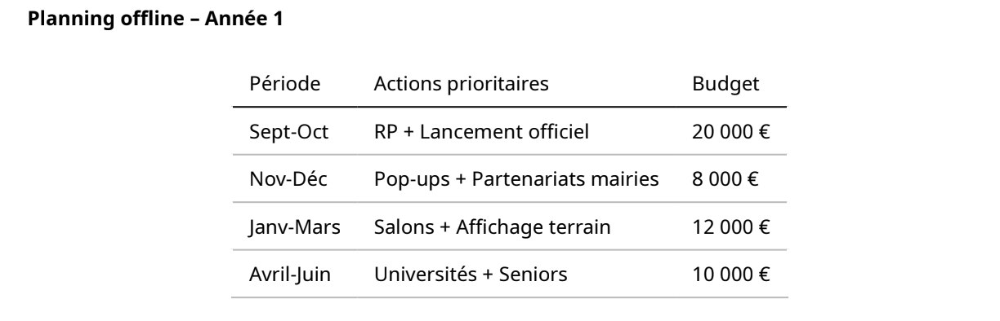 Planning offline – Année 1
Période Actions prioritaires Budget
Sept-Oct RP + Lancement officiel 20 000 €
Nov-Déc Pop-ups + Partenariats mairies 8 000 €
Janv-Mars Salons + Affichage terrain 12 000 €
Avril-Juin Universités + Seniors 10 000 €